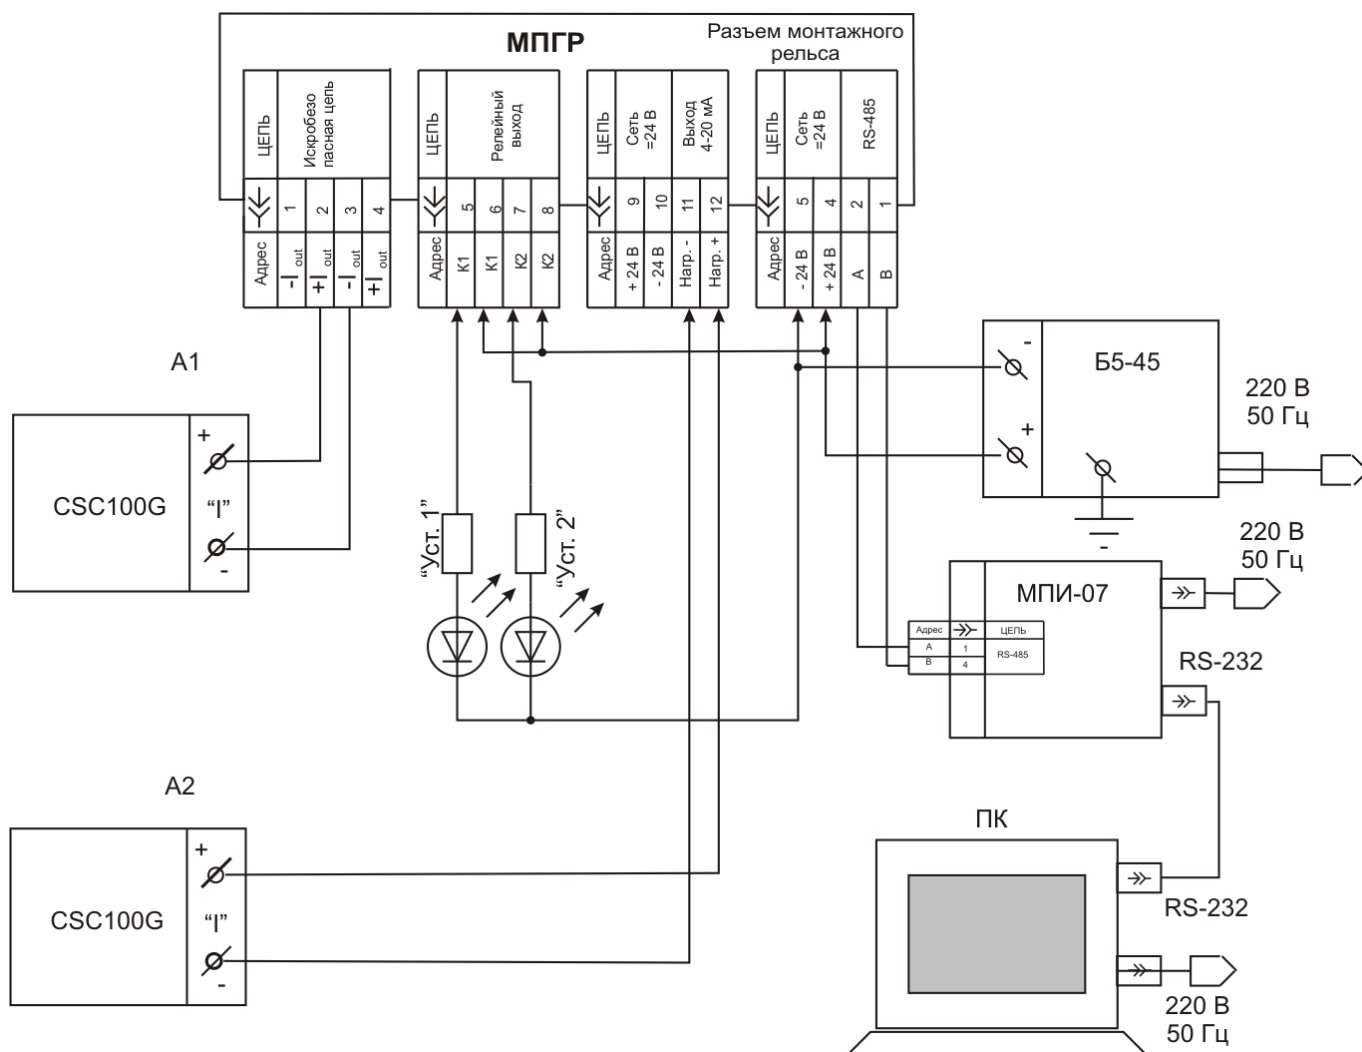 МПГР
Разъем монтажного
рельса
ЦЕПЬ
Искробезо
пасная цепь
1
2
3
4
Адрес
-I out
+I out
-I out
+I out
ЦЕПЬ
Релейный
выход
5
6
7
8
Адрес
К1
К1
К2
К2
ЦЕПЬ
Сеть
=24 В
Выход
4-20 мА
9
10
11
12
Адрес
+ 24 В
- 24 В
Нагр. -
Нагр. +
ЦЕПЬ
Сеть
=24 В
RS-485
5
4
2
1
Адрес
- 24 В
+ 24 В
А
В
А1
CSC100G
+
“I”
-
“Уст. 1”
“Уст. 2”
-
Б5-45
+
220 В
50 Гц
220 В
50 Гц
МПИ-07
Адрес
ЦЕПЬ
А
1
RS-485
В
4
RS-232
А2
CSC100G
+
“I”
-
ПК
RS-232
220 В
50 Гц